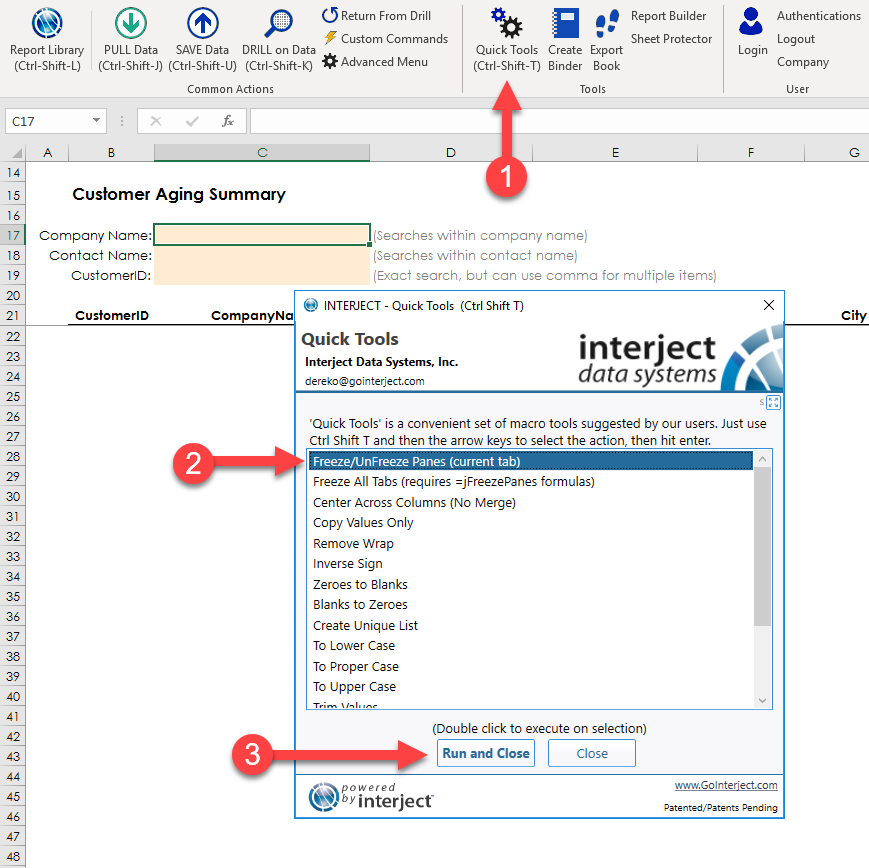 Report Library
(Ctrl-Shift-L)
PULL Data
(Ctrl-Shift-J)
SAVE Data
(Ctrl-Shift-U)
DRILL on Data
(Ctrl-Shift-K)
Return From Drill
Custom Commands
Advanced Menu
Common Actions
Quick Tools
(Ctrl-Shift-T)
Create
Binder
Export
Book
Report Builder
Sheet Protector
Tools
Login
Authentications
Logout
Company
User
C17
fx
1
A B C D E F G
14
15 Customer Aging Summary
16
17 Company Name: (Searches within company name)
18 Contact Name: (Searches within contact name)
19 CustomerID: (Exact search, but can use comma for multiple items)
20
21 CustomerID CompanyNa City
22
23
24
25
26
27
28
29
30
31
32
33
34
35
36
37
38
39
40
41
42
43
44
45
46
47
48
INTERJECT - Quick Tools (Ctrl Shift T)
Quick Tools
Interject Data Systems, Inc.
dereko@gointerject.com
interject
data systems
s
'Quick Tools' is a convenient set of macro tools suggested by our users. Just use
Ctrl Shift T and then the arrow keys to select the action, then hit enter.
2
Freeze/UnFreeze Panes (current tab)
Freeze All Tabs (requires =jFreezePanes formulas)
Center Across Columns (No Merge)
Copy Values Only
Remove Wrap
Inverse Sign
Zeroes to Blanks
Blanks to Zeroes
Create Unique List
To Lower Case
To Proper Case
To Upper Case
Trim Values
(Double click to execute on selection)
3
Run and Close
Close
powered
by interject
www.GoInterject.com
Patented/Patents Pending